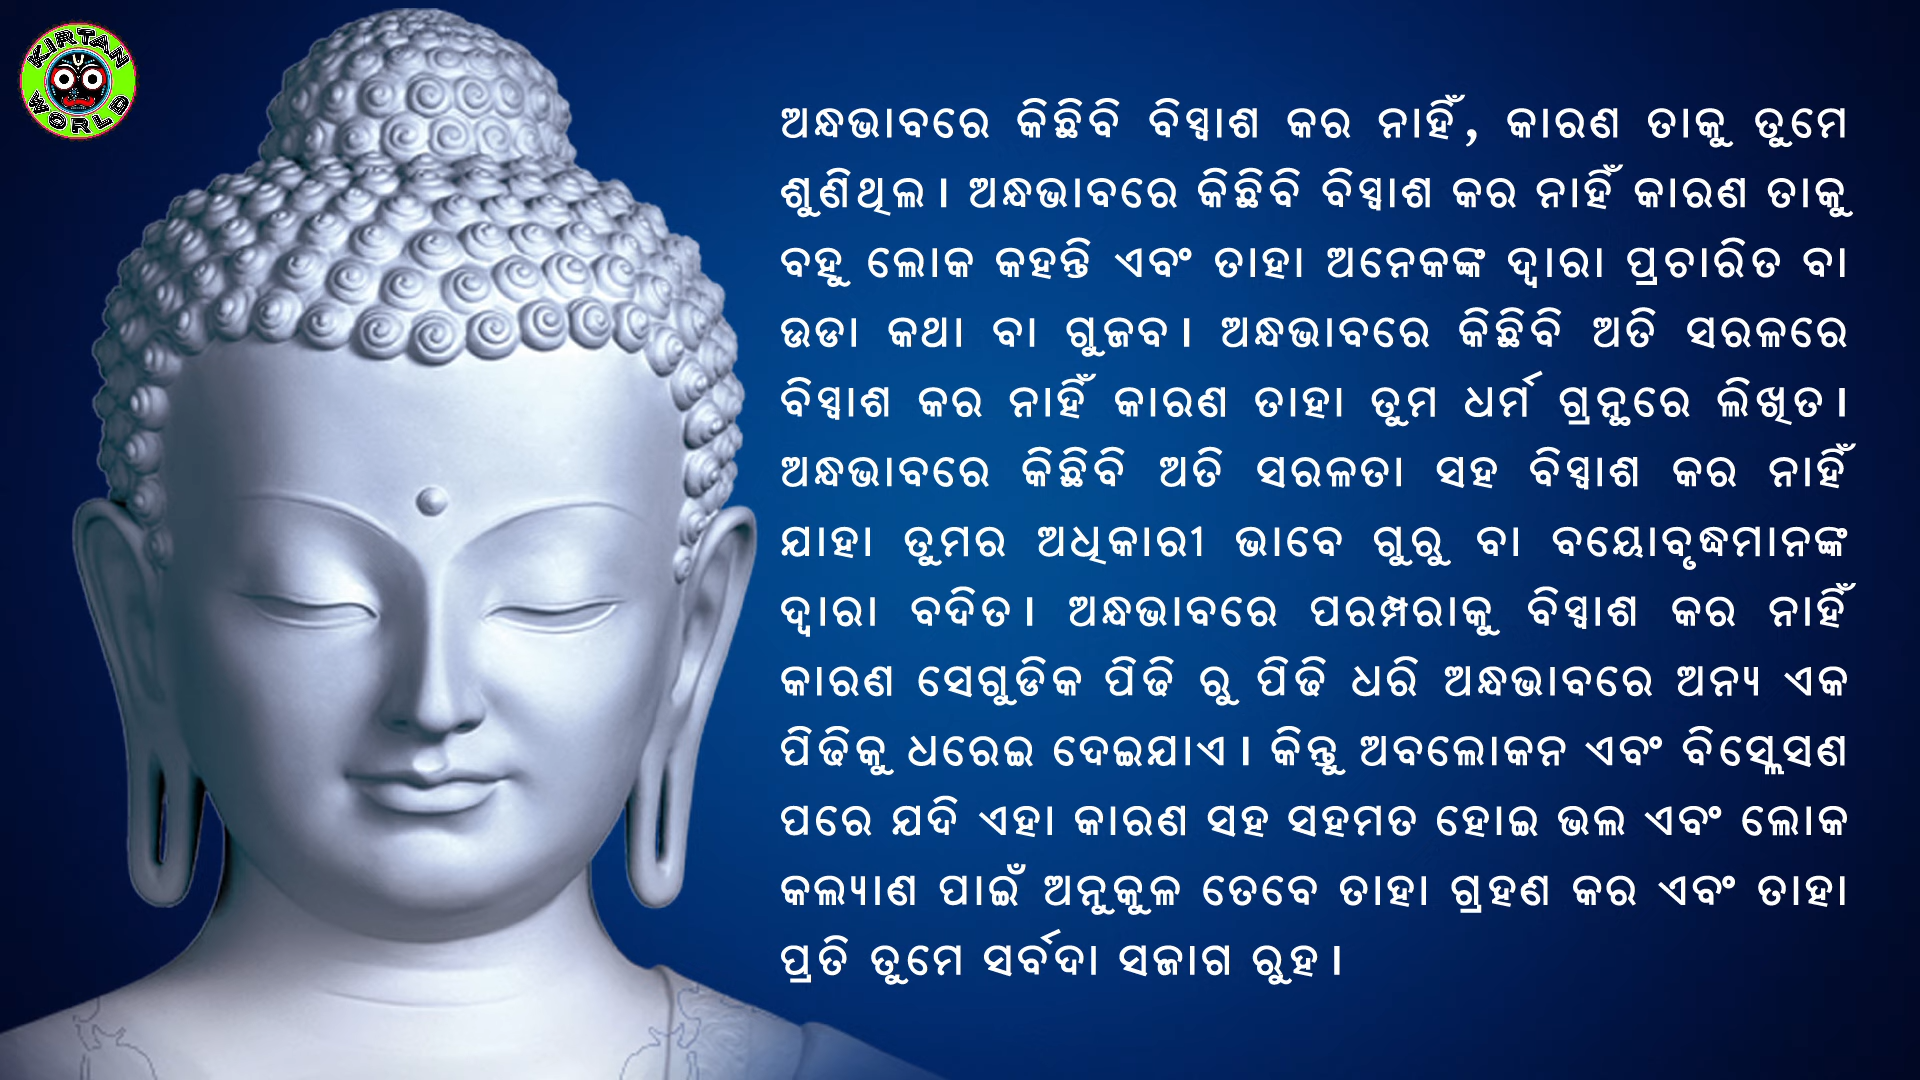 KIRTAN
WORLD
ଅନ୍ଧଭାବରେ କିଛିବି ବିସ୍ୱାଶ କର ନାହିଁ, କାରଣ ତାକୁ ତୁମେ
ଶୁଣିଥିଲ। ଅନ୍ଧଭାବରେ କିଛିବି ବିସ୍ୱାଶ କର ନାହିଁ କାରଣ ତାକୁ
ବହୁ ଲୋକ କହନ୍ତି ଏବଂ ତାହା ଅନେକଙ୍କ ଦ୍ୱାରା ପ୍ରଚାରିତ ବା
ଉଡା କଥା ବା ଗୁଜବ। ଅନ୍ଧଭାବରେ କିଛିବି ଅତି ସରଳରେ
ବିସ୍ୱାଶ କର ନାହିଁ କାରଣ ତାହା ତୁମ ଧର୍ମ ଗ୍ରନ୍ଥରେ ଲିଖିତ।
ଅନ୍ଧଭାବରେ କିଛିବି ଅତି ସରଳତା ସହ ବିସ୍ୱାଶ କର ନାହିଁ
ଯାହା ତୁମର ଅଧିକାରୀ ଭାବେ ଗୁରୁ ବା ବୟୋବୃଦ୍ଧମାନଙ୍କ
ଦ୍ୱାରା ବଦିତ। ଅନ୍ଧଭାବରେ ପରମ୍ପରାକୁ ବିସ୍ୱାଶ କର ନାହିଁ
କାରଣ ସେଗୁଡିକ ପିଢି ରୁ ପିଢି ଧରି ଅନ୍ଧଭାବରେ ଅନ୍ୟ ଏକ
ପିଢିକୁ ଧରେଇ ଦେଇଯାଏ। କିନ୍ତୁ ଅବଲୋକନ ଏବଂ ବିସ୍ଲେସଣ
ପରେ ଯଦି ଏହା କାରଣ ସହ ସହମତ ହୋଇ ଭଲ ଏବଂ ଲୋକ
କଲ୍ୟାଣ ପାଇଁ ଅନୁକୁଳ ତେବେ ତାହା ଗ୍ରହଣ କର ଏବଂ ତାହା
ପ୍ରତି ତୁମେ ସର୍ବଦା ସଜାଗ ରୁହ।